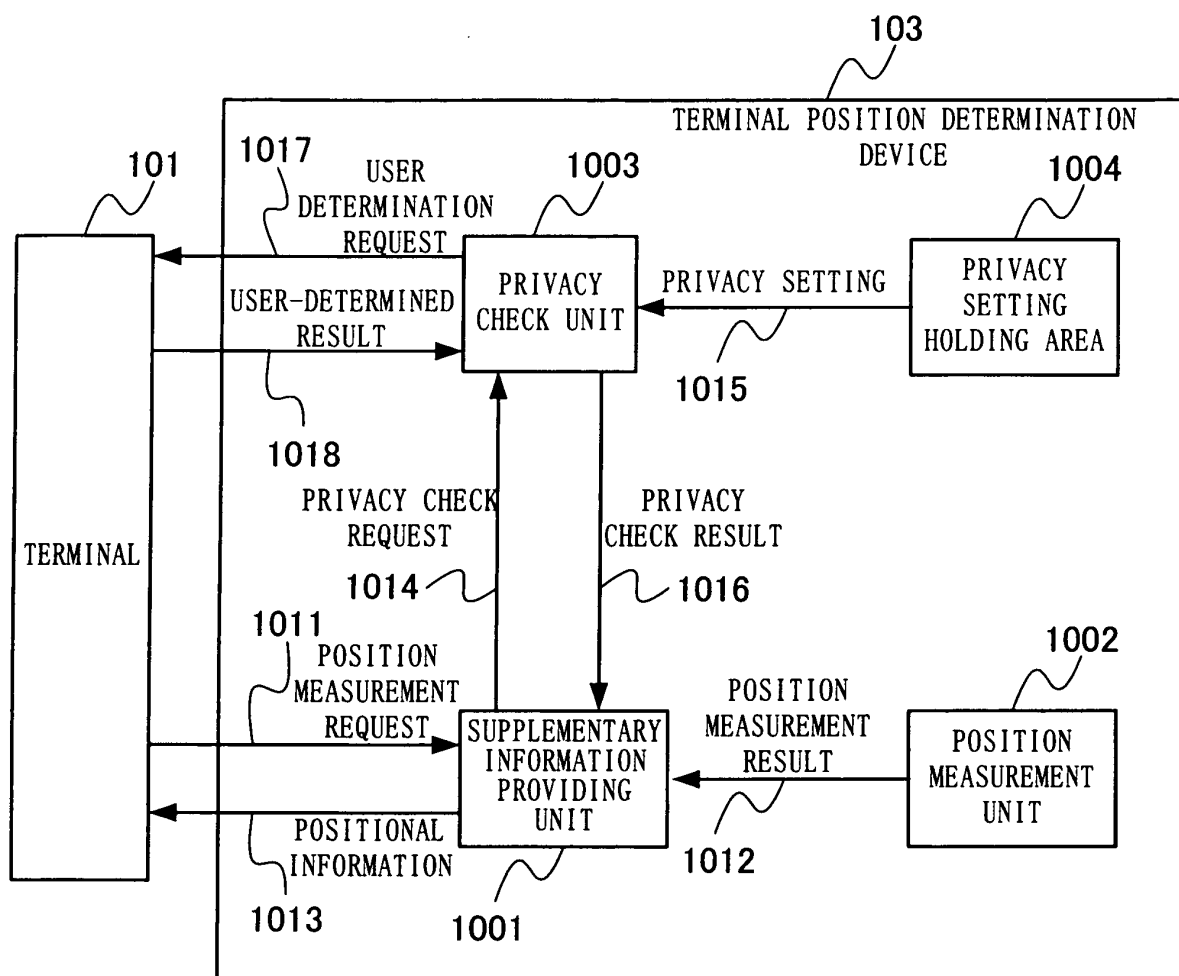 103
TERMINAL POSITION DETERMINATION
DEVICE
1017
101
USER
DETERMINATION
REQUEST
1003
1004
PRIVACY
CHECK UNIT
PRIVACY SETTING
PRIVACY
SETTING
HOLDING AREA
USER-DETERMINED
RESULT
1015
1018
PRIVACY CHECK
REQUEST
PRIVACY
CHECK RESULT
TERMINAL
1014
1016
1011
POSITION
MEASUREMENT
REQUEST
1002
POSITION
MEASUREMENT
RESULT
SUPPLEMENTARY
INFORMATION
PROVIDING
UNIT
POSITION
MEASUREMENT
UNIT
POSITIONAL
INFORMATION
1012
1013
1001